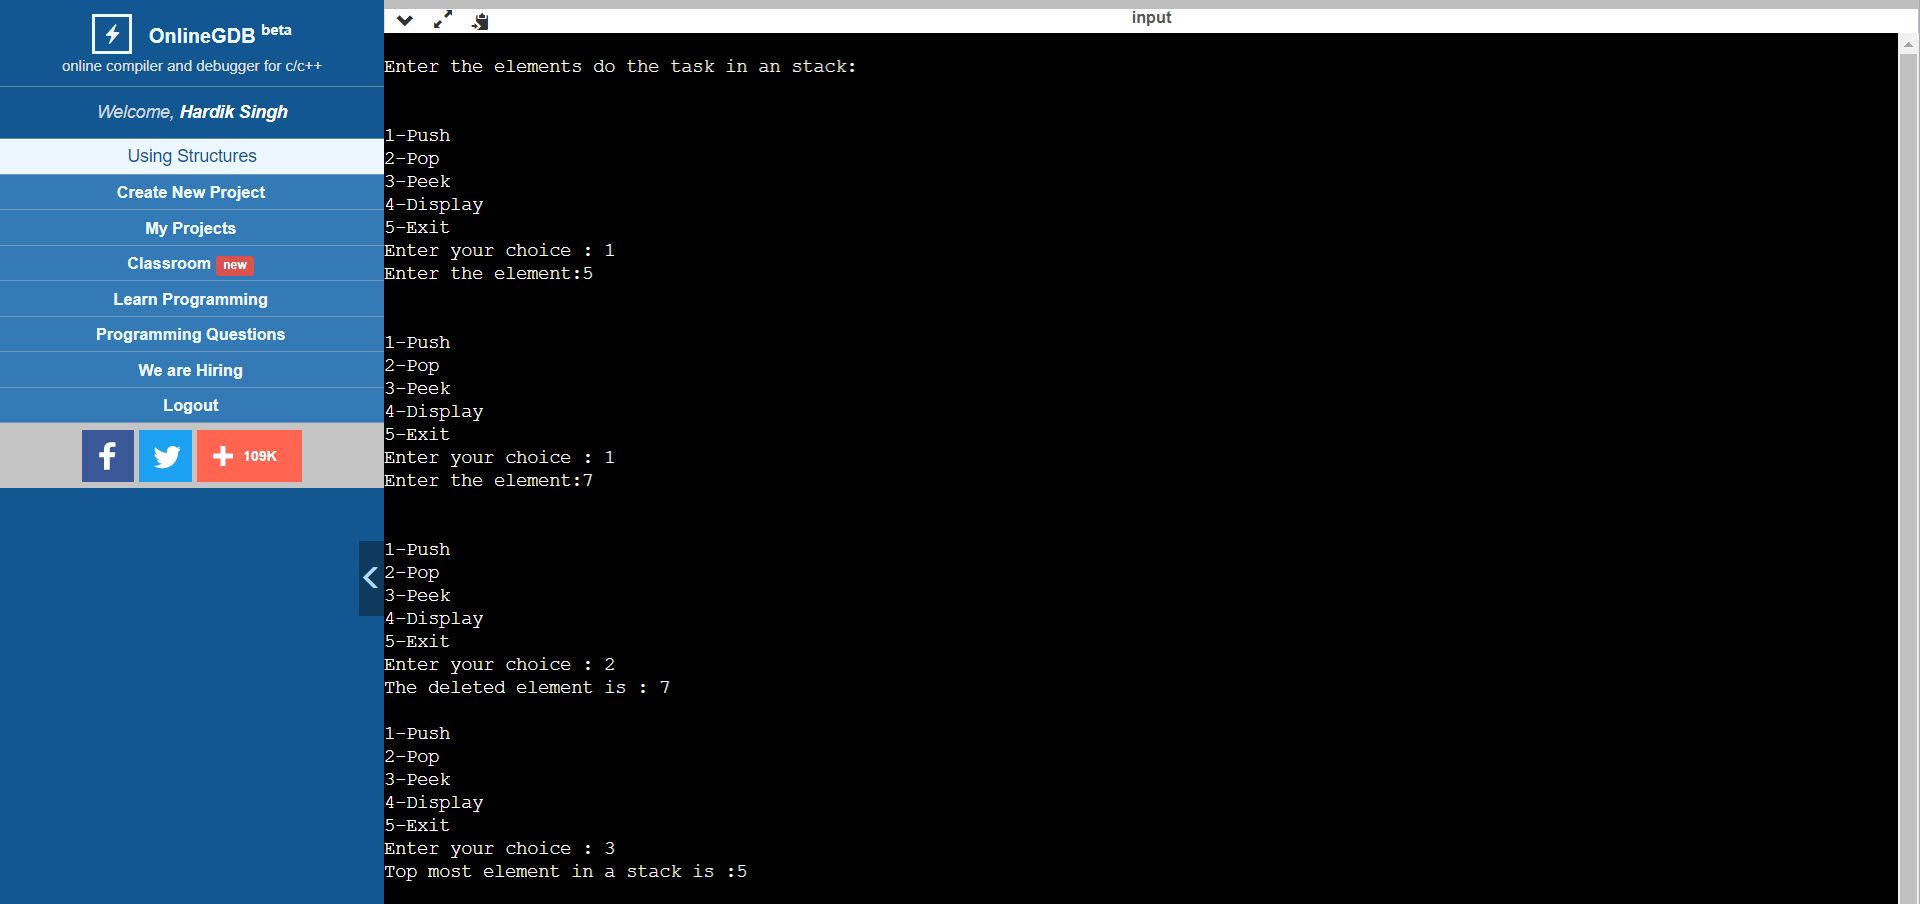 OnlineGDB beta
online compiler and debugger for c/c++
Welcome, Hardik Singh
Using Structures
Create New Project
My Projects
Classroom new
Learn Programming
Programming Questions
We are Hiring
Logout
109K
input
Enter the elements do the task in an stack:
1-Push
2-Pop
3-Peek
4-Display
5-Exit
Enter your choice : 1
Enter the element:5
1-Push
2-Pop
3-Peek
4-Display
5-Exit
Enter your choice : 1
Enter the element:7
1-Push
2-Pop
3-Peek
4-Display
5-Exit
Enter your choice : 2
The deleted element is : 7
1-Push
2-Pop
3-Peek
4-Display
5-Exit
Enter your choice : 3
Top most element in a stack is :5